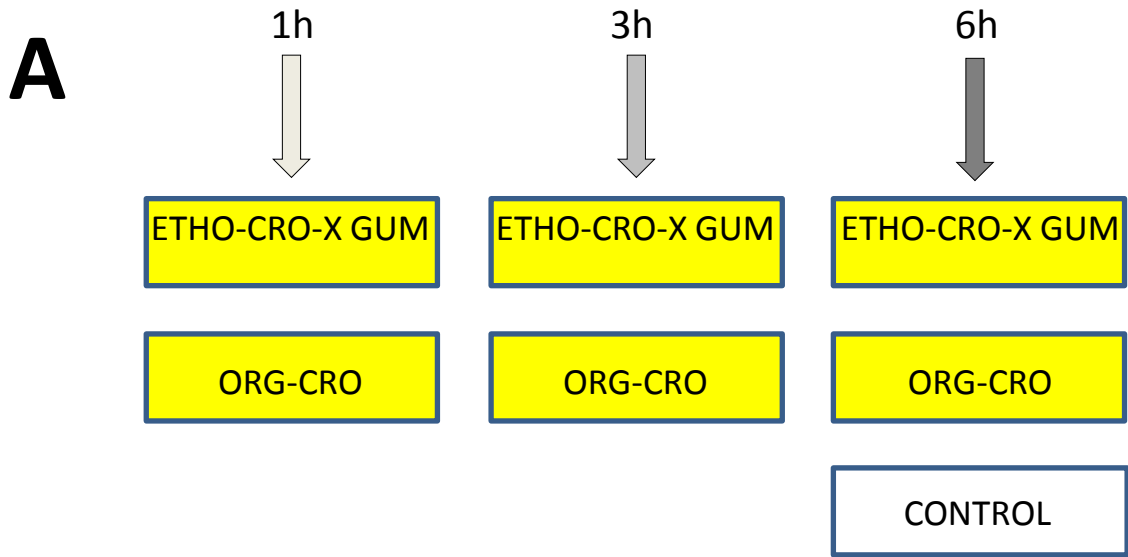 A
1h 3h 6h
ETHO-CRO-X GUM ETHO-CRO-X GUM ETHO-CRO-X GUM
ORG-CRO ORG-CRO ORG-CRO
CONTROL